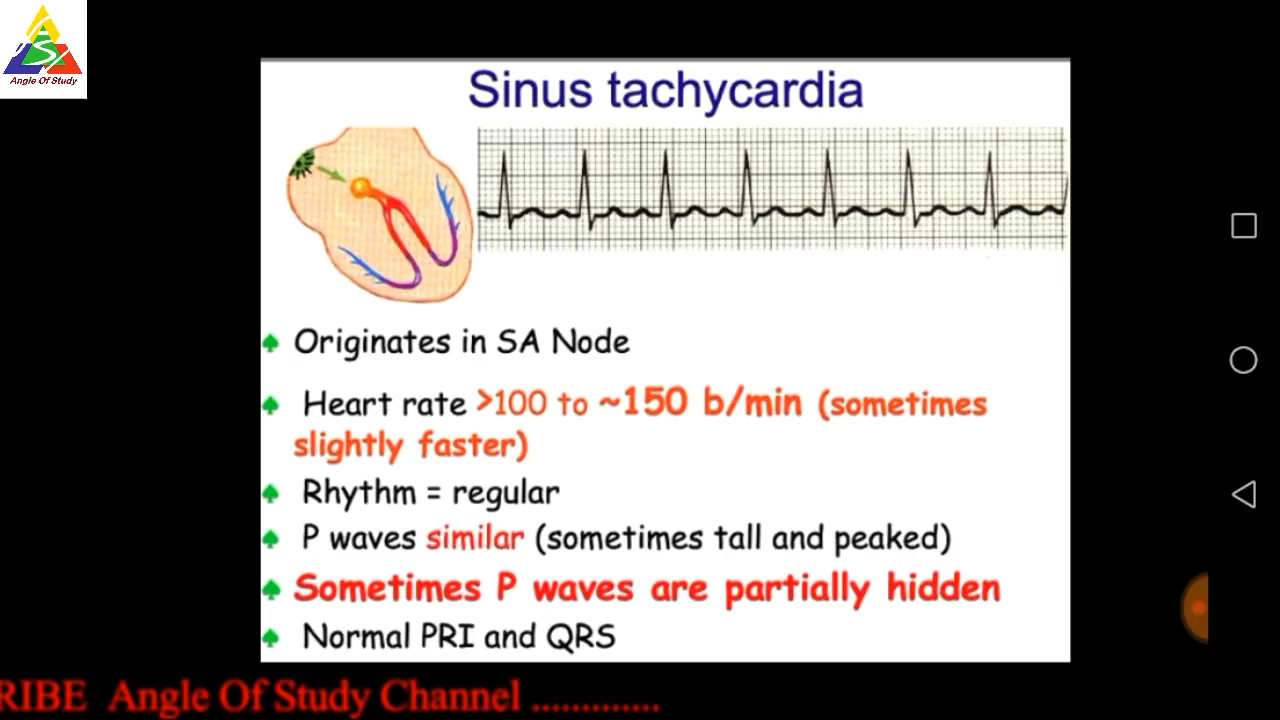 Angle Of Study
Sinus tachycardia
Originates in SA Node
Heart rate >100 to ~150 b/min (sometimes
slightly faster)
Rhythm = regular
P waves similar (sometimes tall and peaked)
Sometimes P waves are partially hidden
Normal PRI and QRS
RIBE Angle Of Study Channel .............